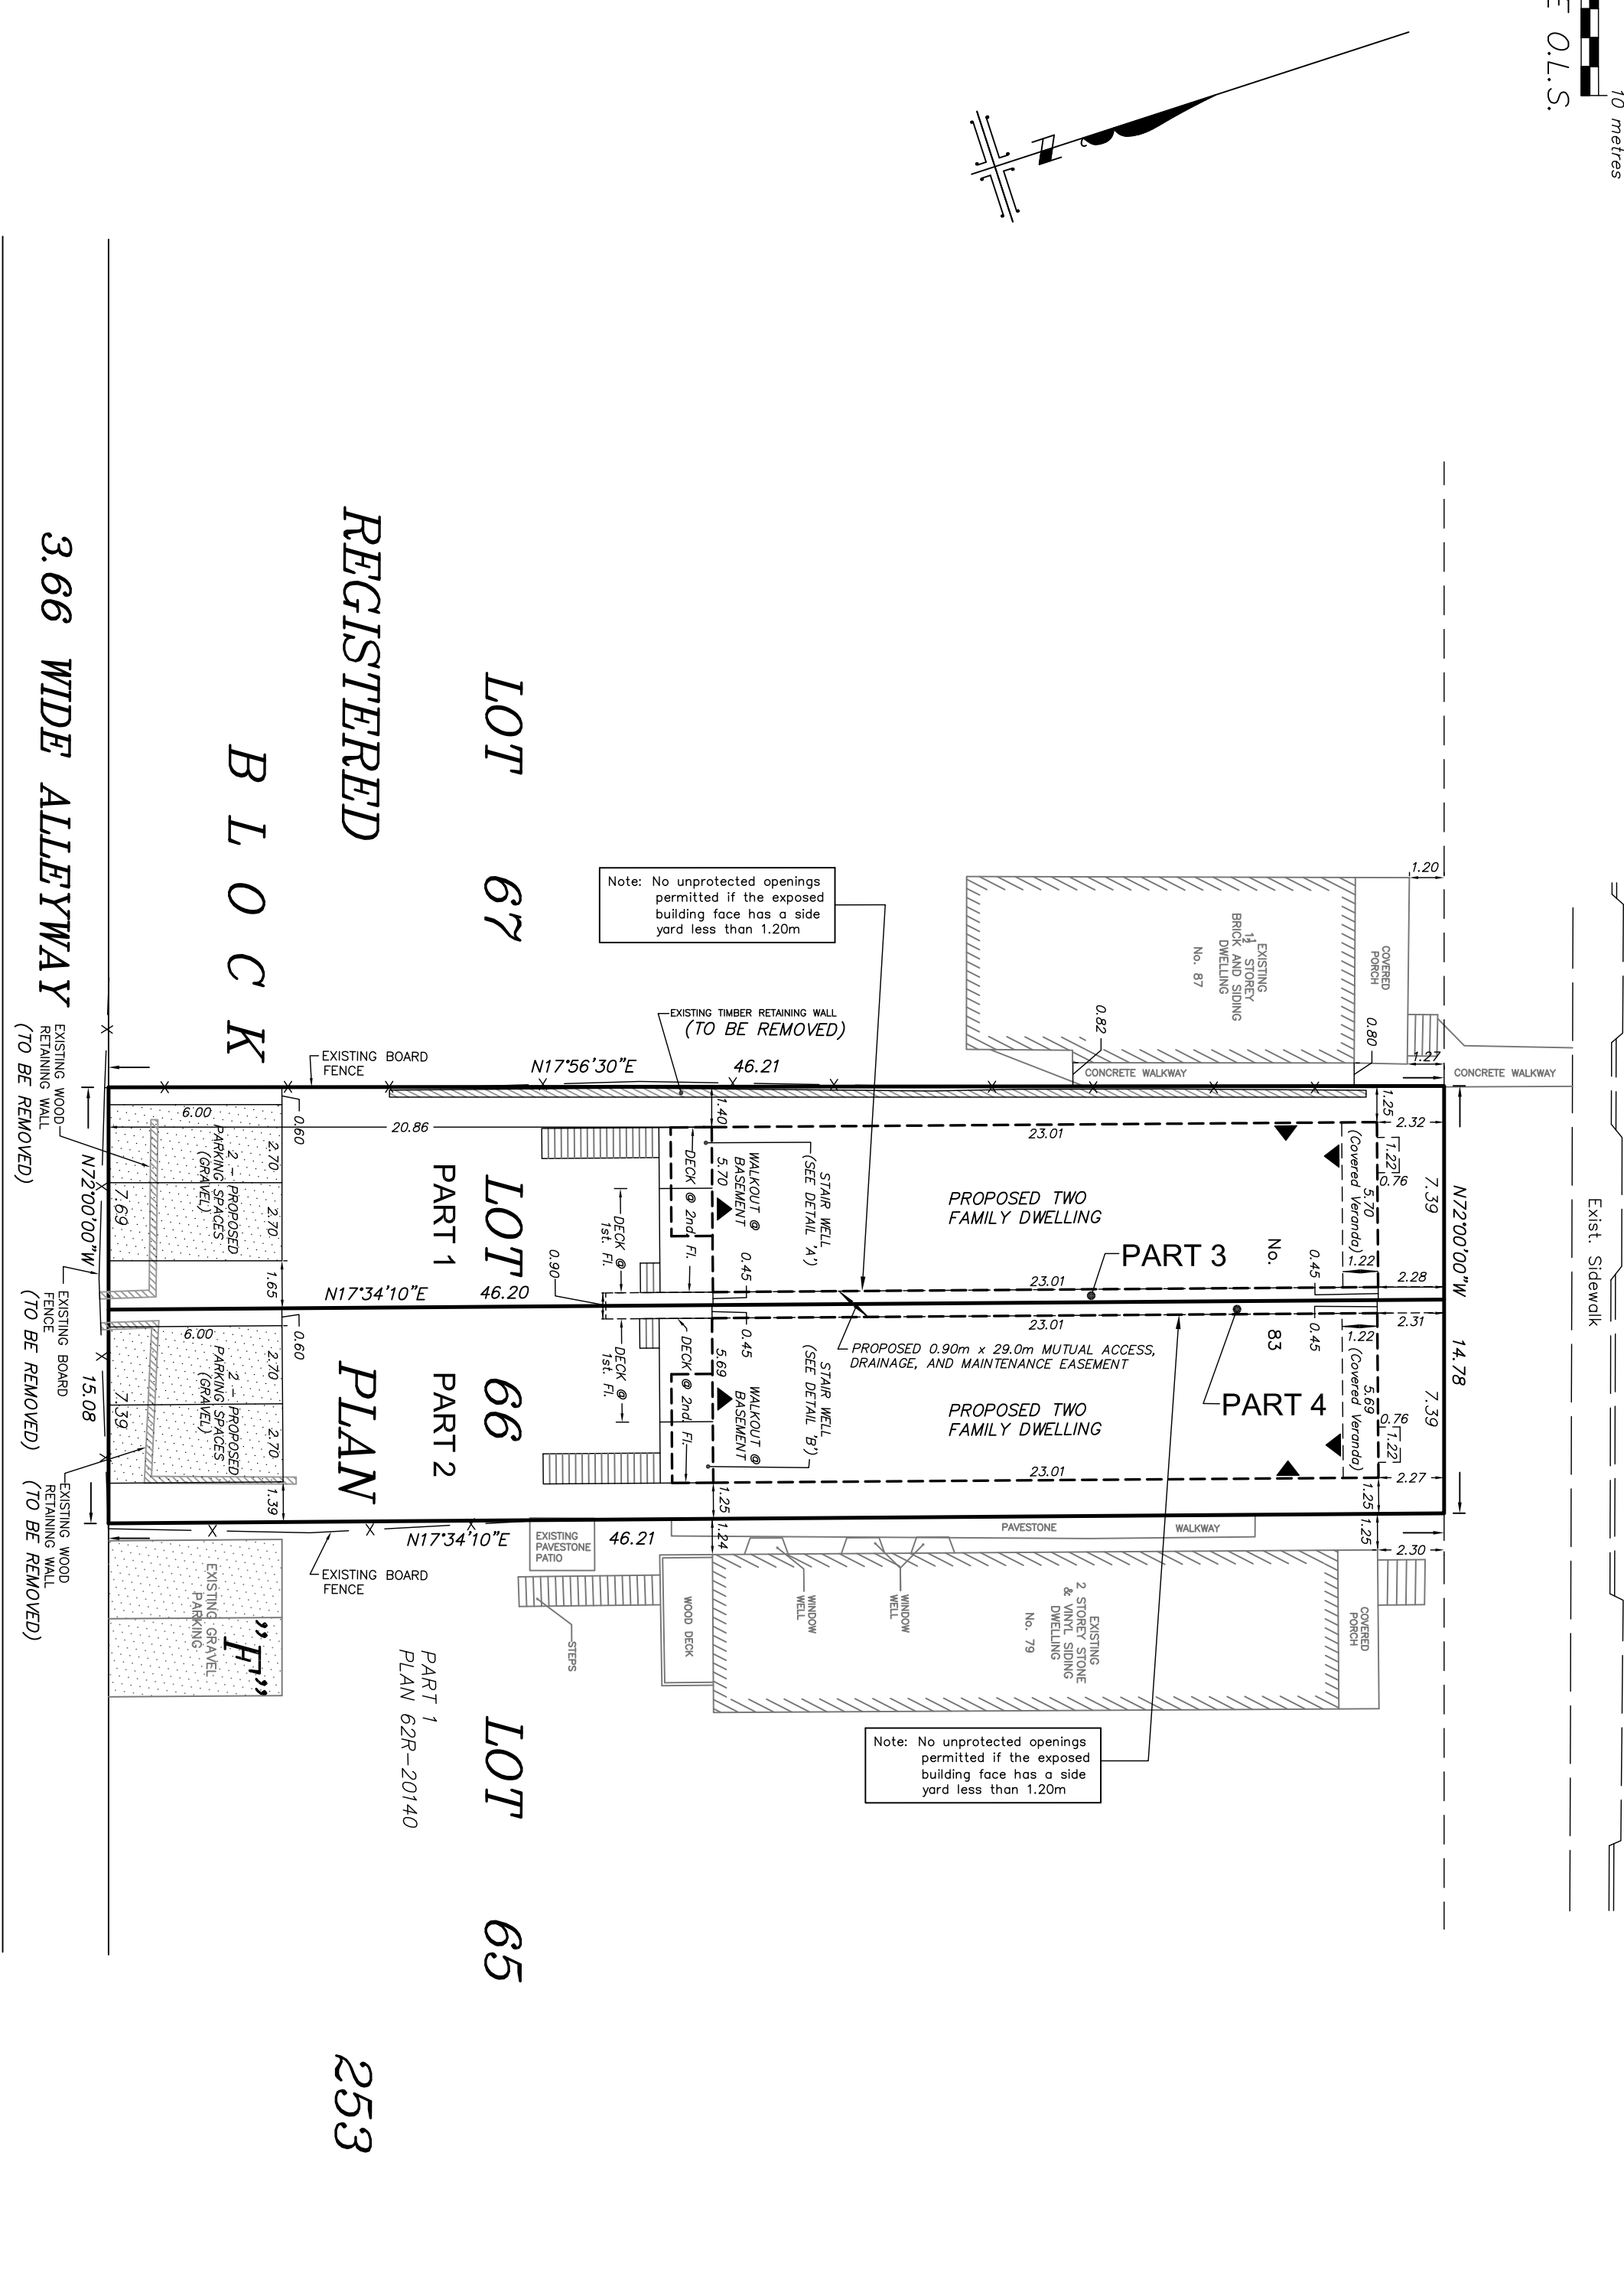 10 metres
E O.L.S.
Exist. Sidewalk
3.66 WIDE ALLEYWAY
REGISTERED
BLOCK
LOT 67
LOT 66
LOT 65
PLAN
253
"F"
PART 1
PLAN 62R-20140
PART 1
PART 2
PART 3
PART 4
Note: No unprotected openings
permitted if the exposed
building face has a side
yard less than 1.20m
Note: No unprotected openings
permitted if the exposed
building face has a side
yard less than 1.20m
EXISTING
1½ STOREY
BRICK AND SIDING
DWELLING
No. 87
COVERED
PORCH
1.20
1.27
0.82
0.80
CONCRETE WALKWAY
CONCRETE WALKWAY
EXISTING TIMBER RETAINING WALL
(TO BE REMOVED)
EXISTING BOARD
FENCE
N17°56'30"E
46.21
N72°00'00"W
14.78
7.39
7.39
1.25
2.32
1.22
0.76
(Covered Veranda)
5.70
1.22
2.28
0.45
2.31
1.22
(Covered Veranda)
5.69
0.76
1.22
2.27
1.25
0.45
23.01
PROPOSED TWO
FAMILY DWELLING
No.
83
23.01
23.01
PROPOSED 0.90m x 29.0m MUTUAL ACCESS,
DRAINAGE, AND MAINTENANCE EASEMENT
PROPOSED TWO
FAMILY DWELLING
23.01
STAIR WELL
(SEE DETAIL 'A')
WALKOUT @
BASEMENT
5.70
1.40
0.45
DECK @ 2nd. Fl.
DECK @
1st. Fl.
0.90
20.86
STAIR WELL
(SEE DETAIL 'B')
WALKOUT @
BASEMENT
5.69
0.45
DECK @ 2nd. Fl.
DECK @
1st. Fl.
1.25
1.24
N17°34'10"E
46.20
6.00
0.60
2.70
2.70
1.65
2 - PROPOSED
PARKING SPACES
(GRAVEL)
7.69
6.00
0.60
2.70
2.70
1.39
2 - PROPOSED
PARKING SPACES
(GRAVEL)
7.39
N72°00'00"W
15.08
EXISTING WOOD
RETAINING WALL
(TO BE REMOVED)
EXISTING BOARD
FENCE
(TO BE REMOVED)
EXISTING WOOD
RETAINING WALL
(TO BE REMOVED)
N17°34'10"E
46.21
EXISTING BOARD
FENCE
EXISTING
PAVESTONE
PATIO
PAVESTONE WALKWAY
1.25
2.30
EXISTING GRAVEL
PARKING
STEPS
WOOD DECK
WINDOW
WELL
WINDOW
WELL
EXISTING
2 STOREY STONE
& VINYL SIDING
DWELLING
No. 79
COVERED
PORCH